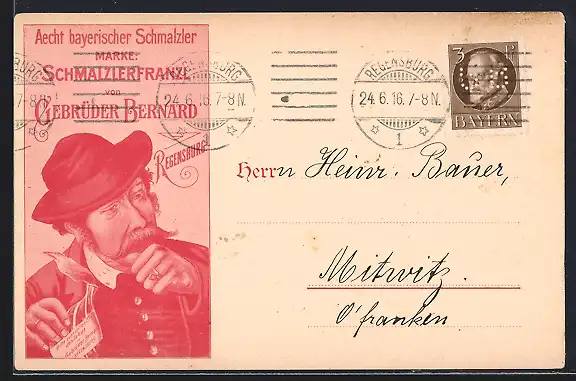 Aecht bayerischer Schmalzler
MARKE:
SCHMALZLERFRANZL
von
GEBRÜDER BERNARD
REGENSBURG
REGENSBURG
24.6.16.7-8N.
REGENSBURG
24.6.16.7-8N.
1
3 Pf
BAYERN
Herrn Heinr. Bauer,
Mitwitz.
O'franken